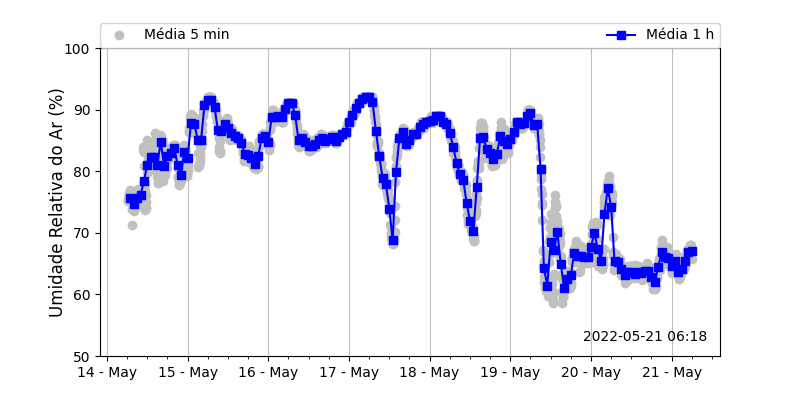 Média 5 min
Média 1 h
Umidade Relativa do Ar (%)
100
90
80
70
60
50
2022-05-21 06:18
14 - May
15 - May
16 - May
17 - May
18 - May
19 - May
20 - May
21 - May